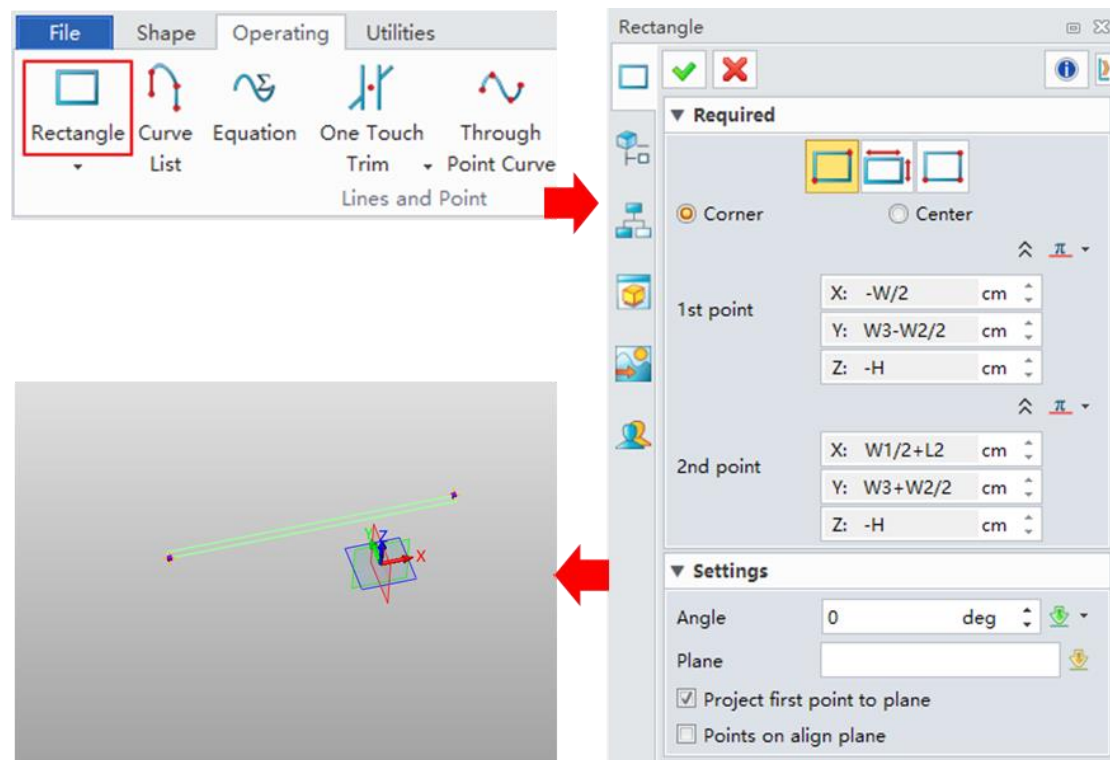 File Shape Operating Utilities
Rectangle Curve List Equation One Touch Trim Through Point Curve
Lines and Point
Rectangle
▼ Required
Corner Center
π
1st point
X: -W/2 cm
Y: W3-W2/2 cm
Z: -H cm
π
2nd point
X: W1/2+L2 cm
Y: W3+W2/2 cm
Z: -H cm
▼ Settings
Angle 0 deg
Plane
Project first point to plane
Points on align plane
Y Z X